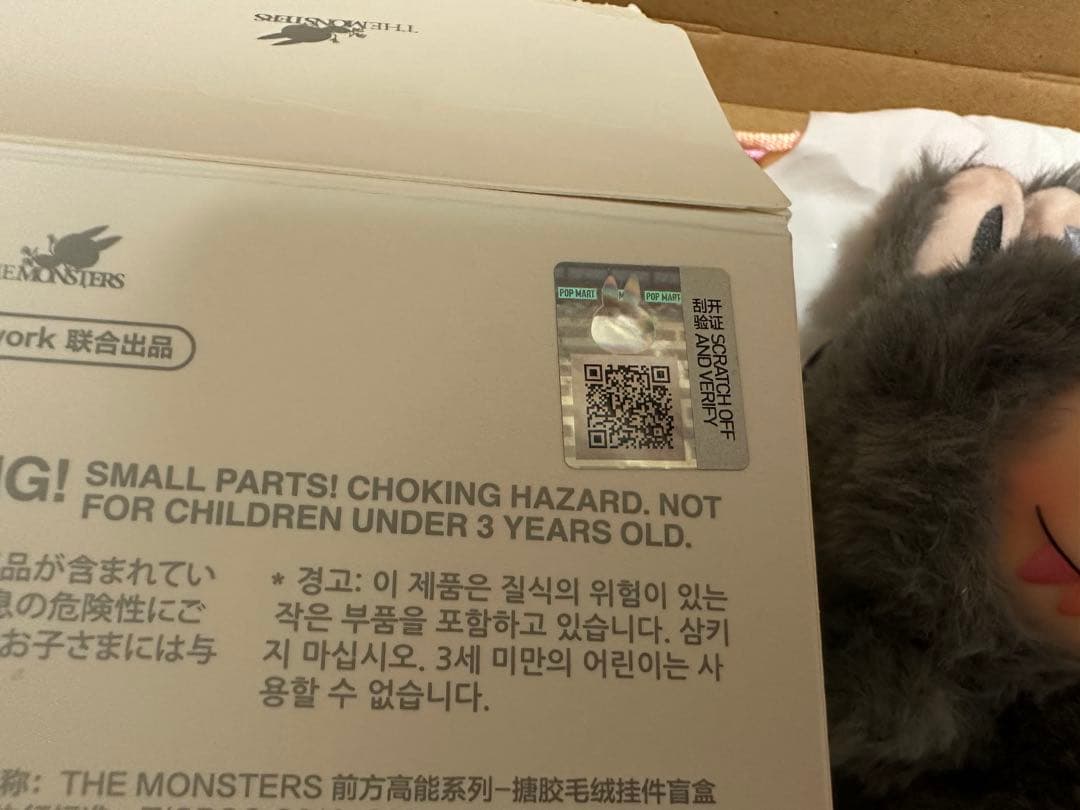 THE MONSTERS
THE MONSTERS
work 联合出品
POP MART
M
POP MART
刮开
验证 SCRATCH OFF
AND VERIFY
NG! SMALL PARTS! CHOKING HAZARD. NOT
FOR CHILDREN UNDER 3 YEARS OLD.
品が含まれてい
息の危険性にご
お子さまには与
* 경고: 이 제품은 질식의 위험이 있는
작은 부품을 포함하고 있습니다. 삼키
지 마십시오. 3세 미만의 어린이는 사
용할 수 없습니다.
称: THE MONSTERS 前方高能系列-搪胶毛绒挂件盲盒